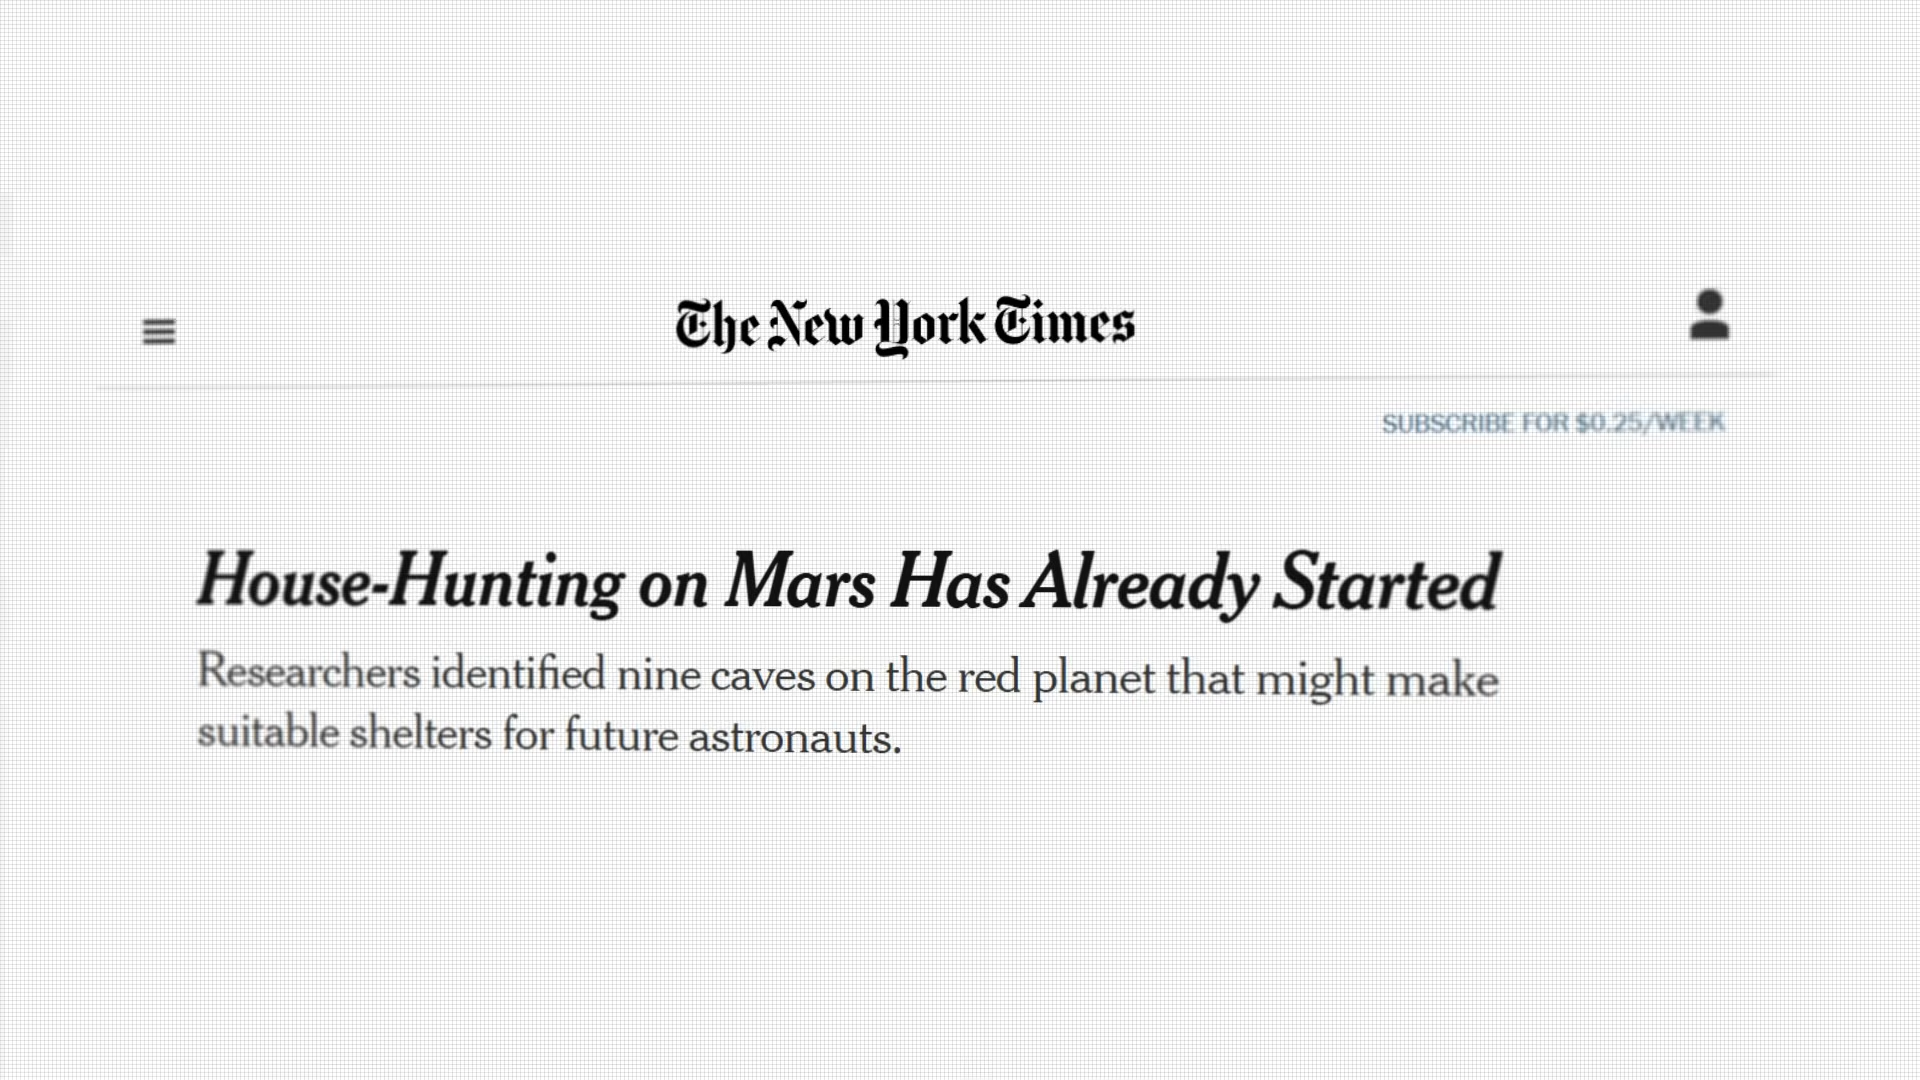 The New York Times
SUBSCRIBE FOR $0.25/WEEK
House-Hunting on Mars Has Already Started
Researchers identified nine caves on the red planet that might make
suitable shelters for future astronauts.